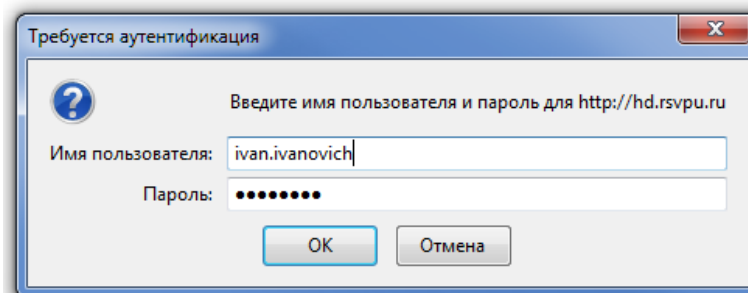 Требуется аутентификация
Введите имя пользователя и пароль для http://hd.rsvpu.ru
Имя пользователя: ivan.ivanovich
Пароль: ●●●●●●●●
OK Отмена